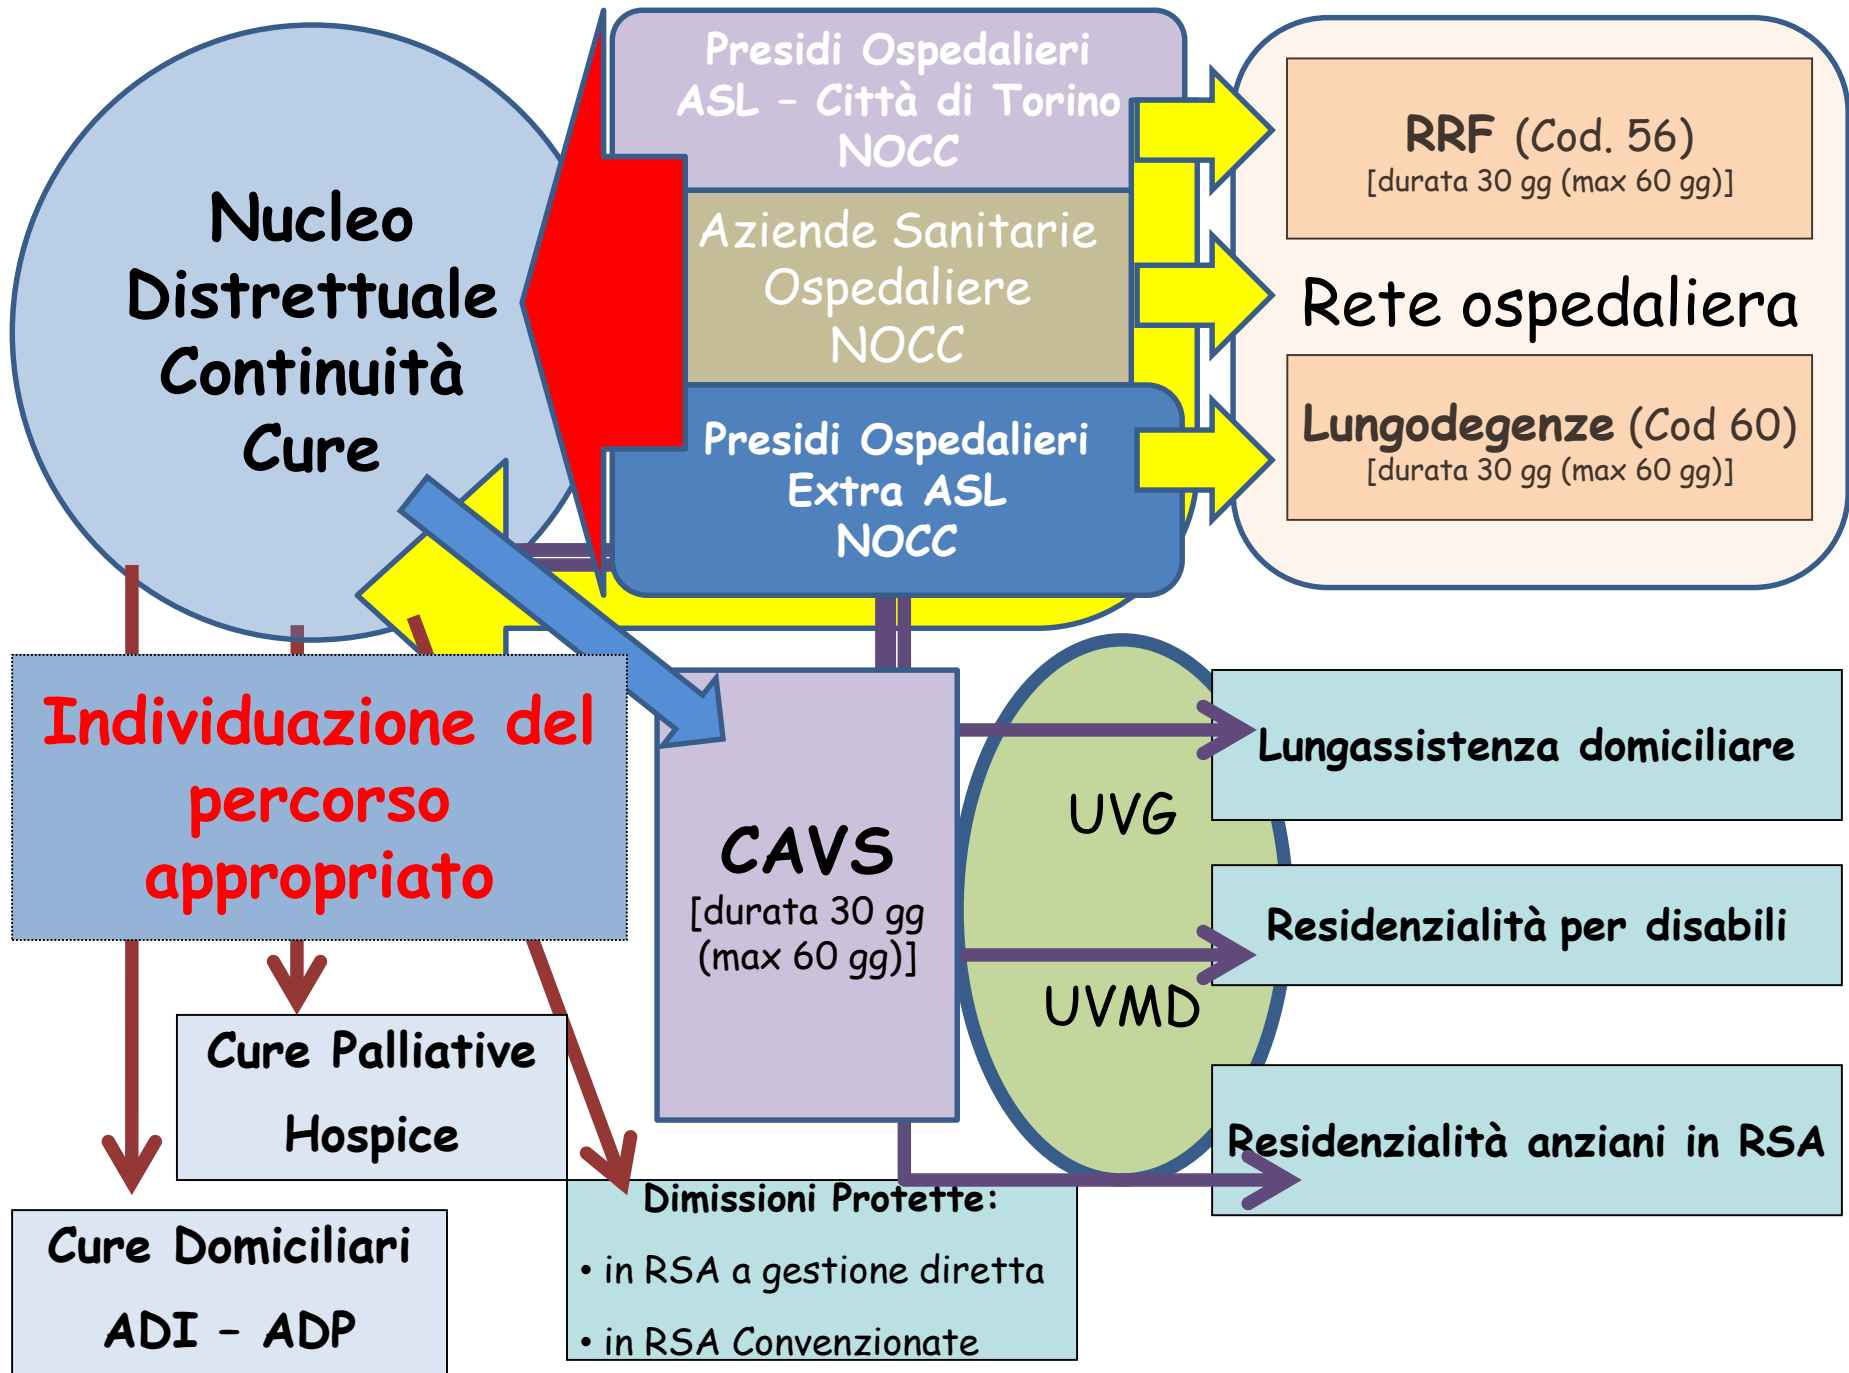 Nucleo
Distrettuale
Continuità
Cure
Presidi Ospedalieri
ASL – Città di Torino
NOCC
Aziende Sanitarie
Ospedaliere
NOCC
Presidi Ospedalieri
Extra ASL
NOCC
RRF (Cod. 56)
[durata 30 gg (max 60 gg)]
Rete ospedaliera
Lungodegenze (Cod 60)
[durata 30 gg (max 60 gg)]
Individuazione del
percorso
appropriato
CAVS
[durata 30 gg
(max 60 gg)]
UVG
UVMD
Lungassistenza domiciliare
Residenzialità per disabili
Residenzialità anziani in RSA
Cure Palliative
Hospice
Cure Domiciliari
ADI – ADP
Dimissioni Protette:
• in RSA a gestione diretta
• in RSA Convenzionate